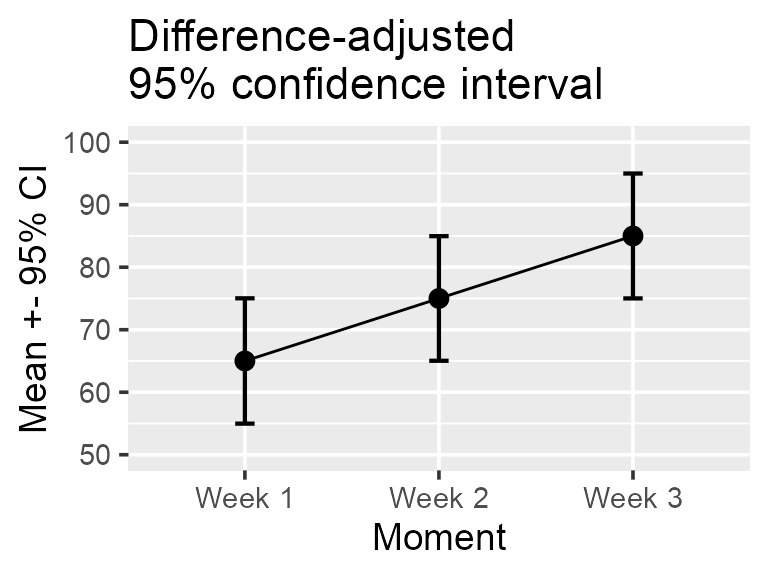 Difference-adjusted
95% confidence interval
Mean +- 95% CI
100
90
80
70
60
50
Week 1 Week 2 Week 3
Moment